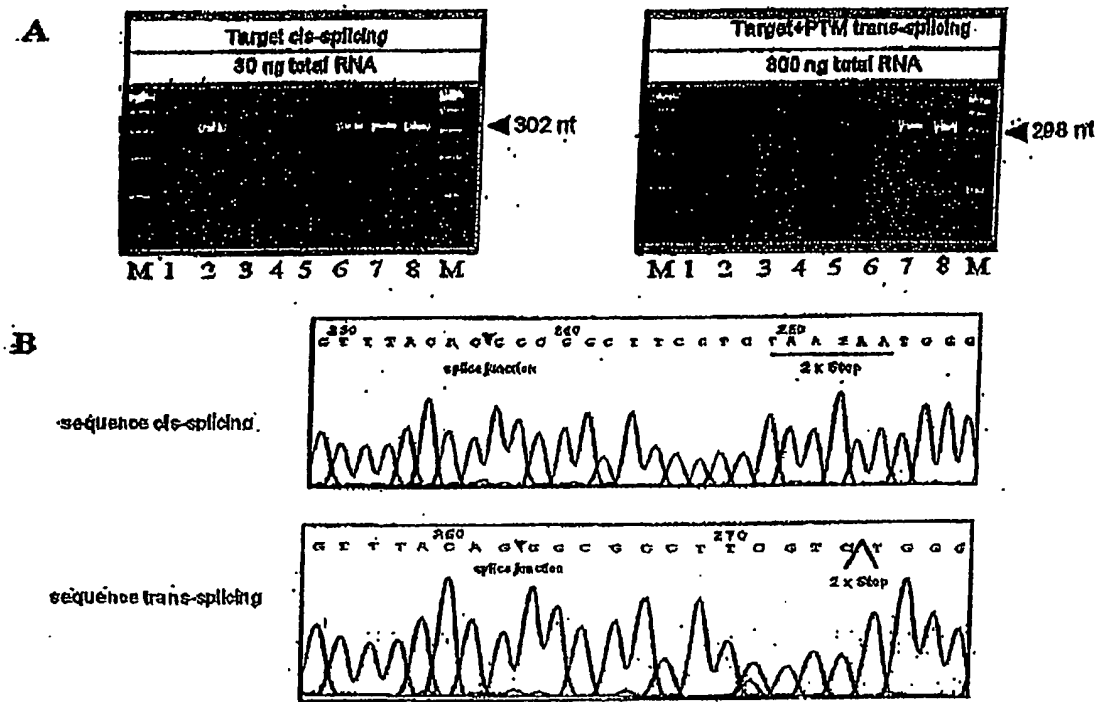 A
Target cis-splicing
30 ng total RNA
302 nt
M 1 2 3 4 5 6 7 8 M
Target+PTM trans-splicing
800 ng total RNA
298 nt
M 1 2 3 4 5 6 7 8 M
B
sequence cis-splicing
splice junction
2 x Stop
sequence trans-splicing
260 270
G T T T A C A G G G C G C C T T C G T C T G G G
splice junction
2 x Stop